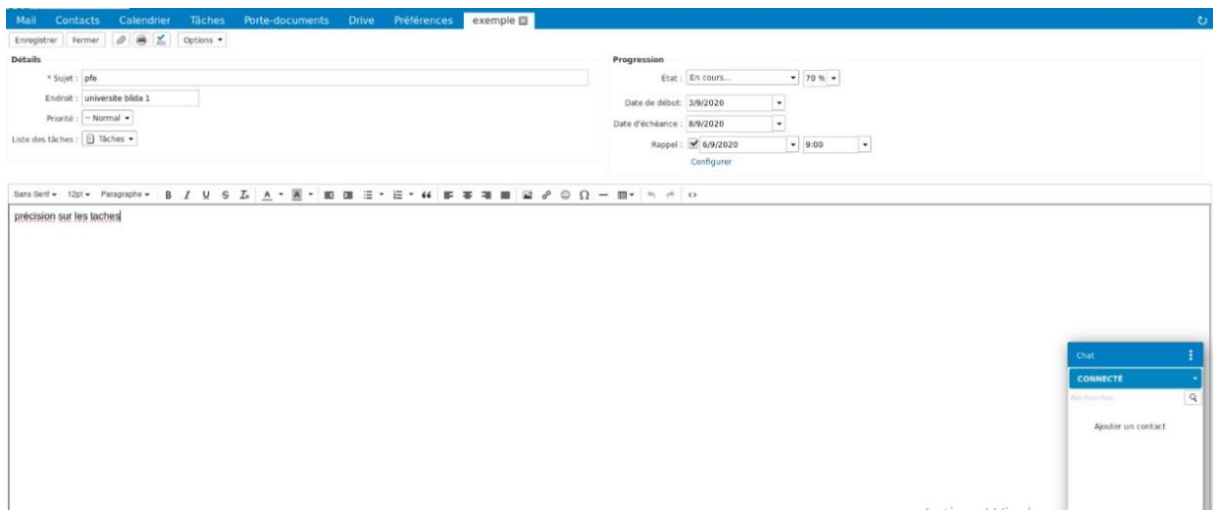 Mail Contacts Calendrier Tâches Porte-documents Drive Préférences exemple
Enregistrer Fermer Options
Détails
* Sujet : pfe
Endroit : universite blida 1
Priorité : – Normal
Liste des tâches : Tâches
Progression
État : En cours... 70 %
Date de début: 3/9/2020
Date d'échéance : 8/9/2020
Rappel : 6/9/2020 9:00
Configurer
Sans Serif 12pt Paragraphe B I U S A A Ω
précision sur les taches
Chat
CONNECTÉ
Rechercher
Ajouter un contact